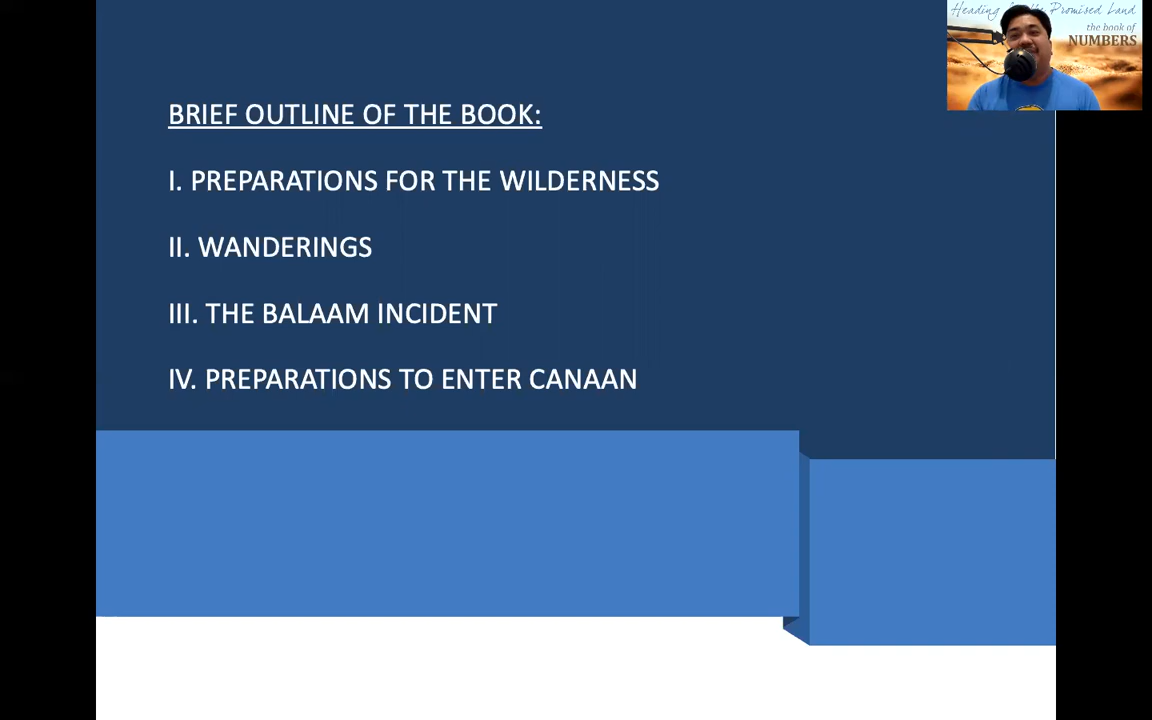 BRIEF OUTLINE OF THE BOOK:
I. PREPARATIONS FOR THE WILDERNESS
II. WANDERINGS
III. THE BALAAM INCIDENT
IV. PREPARATIONS TO ENTER CANAAN
Heading Promised Land
the book of
NUMBERS